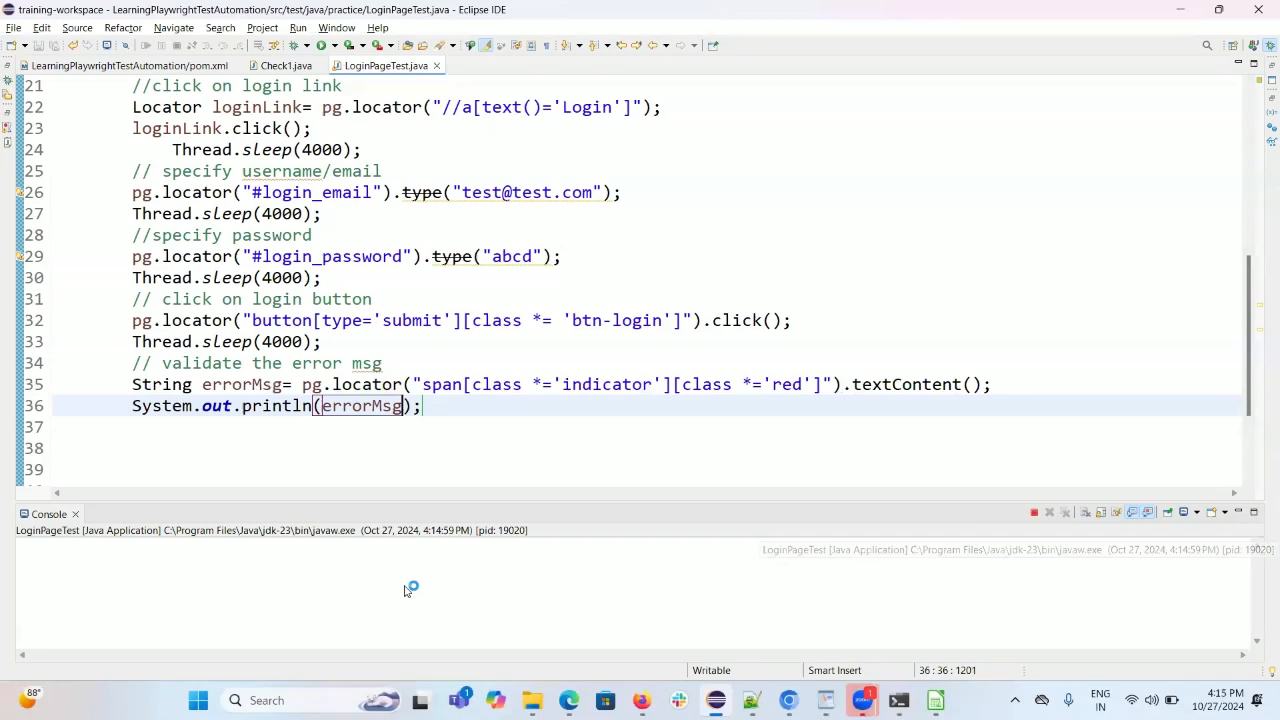 training-workspace - LearningPlaywrightTestAutomation/src/test/java/practice/LoginPageTest.java - Eclipse IDE
File Edit Source Refactor Navigate Search Project Run Window Help
LearningPlaywrightTestAutomation/pom.xml Check1.java LoginPageTest.java
21 //click on login link
22 Locator loginLink= pg.locator("//a[text()='Login']");
23 loginLink.click();
24 Thread.sleep(4000);
25 // specify username/email
26 pg.locator("#login_email").type("test@test.com");
27 Thread.sleep(4000);
28 //specify password
29 pg.locator("#login_password").type("abcd");
30 Thread.sleep(4000);
31 // click on login button
32 pg.locator("button[type='submit'][class *= 'btn-login']").click();
33 Thread.sleep(4000);
34 // validate the error msg
35 String errorMsg= pg.locator("span[class *='indicator'][class *='red']").textContent();
36 System.out.println(errorMsg);
37
38
39
Console
LoginPageTest [Java Application] C:\Program Files\Java\jdk-23\bin\javaw.exe (Oct 27, 2024, 4:14:59 PM) [pid: 19020]
LoginPageTest [Java Application] C:\Program Files\Java\jdk-23\bin\javaw.exe (Oct 27, 2024, 4:14:59 PM) [pid: 19020]
Writable Smart Insert 36 : 36 : 1201
88° Search 1 zoom 1 ENG IN 4:15 PM 10/27/2024